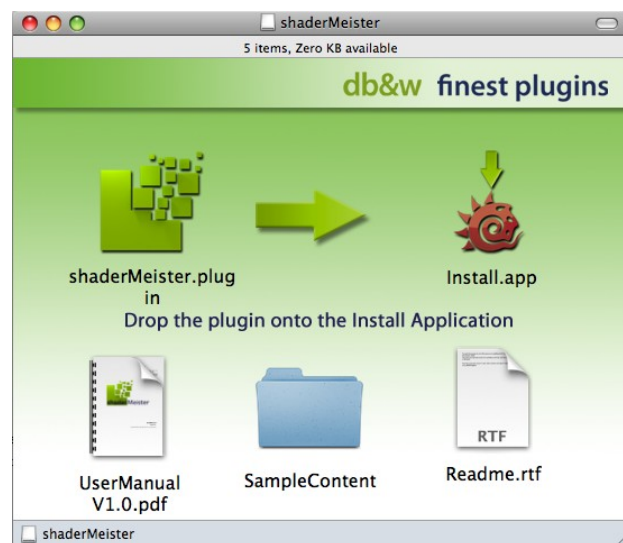 shaderMeister
5 items, Zero KB available
db&w finest plugins
shaderMeister.plug
in
Install.app
Drop the plugin onto the Install Application
shaderMeister
RTF
UserManual
V1.0.pdf
SampleContent
Readme.rtf
shaderMeister